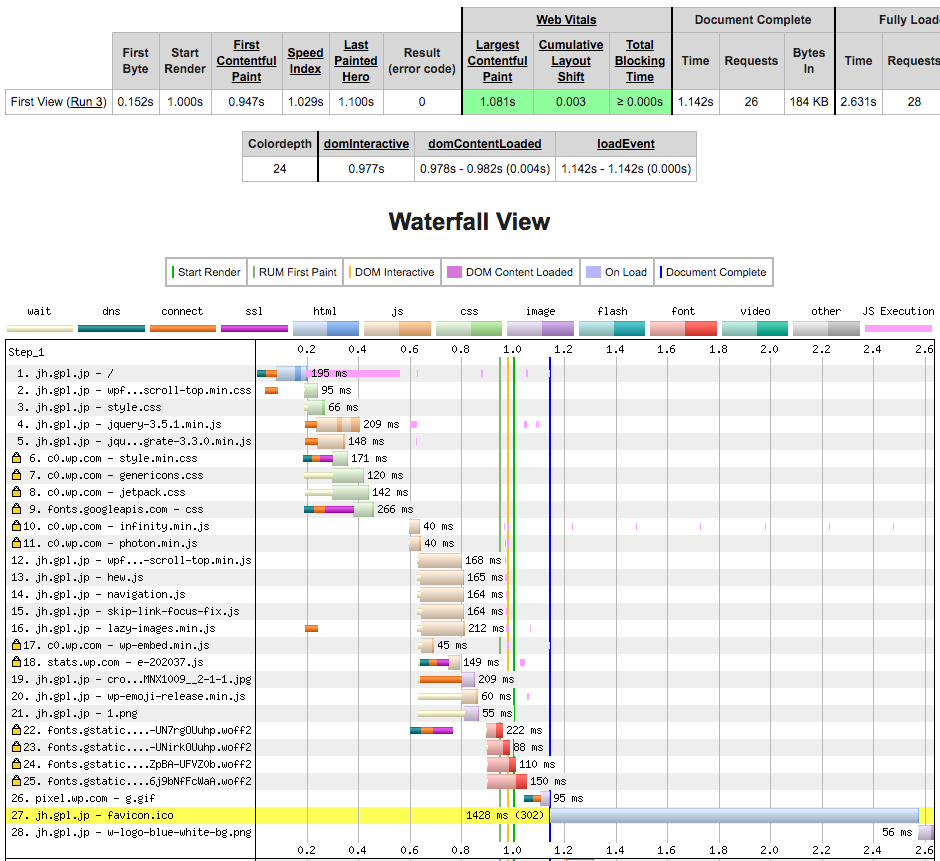 Web Vitals Document Complete Fully Load
First Byte Start Render First Contentful Paint Speed Index Last Painted Hero Result (error code) Largest Contentful Paint Cumulative Layout Shift Total Blocking Time Time Requests Bytes In Time Requests
First View (Run 3) 0.152s 1.000s 0.947s 1.029s 1.100s 0 1.081s 0.003 ≥ 0.000s 1.142s 26 184 KB 2.631s 28
Colordepth domInteractive domContentLoaded loadEvent
24 0.977s 0.978s - 0.982s (0.004s) 1.142s - 1.142s (0.000s)
Waterfall View
Start Render RUM First Paint DOM Interactive DOM Content Loaded On Load Document Complete
wait dns connect ssl html js css image flash font video other JS Execution
Step_1 0.2 0.4 0.6 0.8 1.0 1.2 1.4 1.6 1.8 2.0 2.2 2.4 2.6
1. jh.gpl.jp - / 195 ms
2. jh.gpl.jp - wpf...scroll-top.min.css 95 ms
3. jh.gpl.jp - style.css 66 ms
4. jh.gpl.jp - jquery-3.5.1.min.js 209 ms
5. jh.gpl.jp - jqu...grate-3.3.0.min.js 148 ms
6. c0.wp.com - style.min.css 171 ms
7. c0.wp.com - genericons.css 120 ms
8. c0.wp.com - jetpack.css 142 ms
9. fonts.googleapis.com - css 266 ms
10. c0.wp.com - infinity.min.js 40 ms
11. c0.wp.com - photon.min.js 40 ms
12. jh.gpl.jp - wpf...-scroll-top.min.js 168 ms
13. jh.gpl.jp - hew.js 165 ms
14. jh.gpl.jp - navigation.js 164 ms
15. jh.gpl.jp - skip-link-focus-fix.js 164 ms
16. jh.gpl.jp - lazy-images.min.js 212 ms
17. c0.wp.com - wp-embed.min.js 45 ms
18. stats.wp.com - e-202037.js 149 ms
19. jh.gpl.jp - cro...MNX1009__2-1-1.jpg 209 ms
20. jh.gpl.jp - wp-emoji-release.min.js 60 ms
21. jh.gpl.jp - 1.png 55 ms
22. fonts.gstatic....-UN7rgOUuhp.woff2 222 ms
23. fonts.gstatic....-UNirkOUuhp.woff2 88 ms
24. fonts.gstatic....ZpBA-UFVZ0b.woff2 110 ms
25. fonts.gstatic....6j9bNfFcWaA.woff2 150 ms
26. pixel.wp.com - g.gif 95 ms
27. jh.gpl.jp - favicon.ico 1428 ms (302)
28. jh.gpl.jp - w-logo-blue-white-bg.png 56 ms
0.2 0.4 0.6 0.8 1.0 1.2 1.4 1.6 1.8 2.0 2.2 2.4 2.6